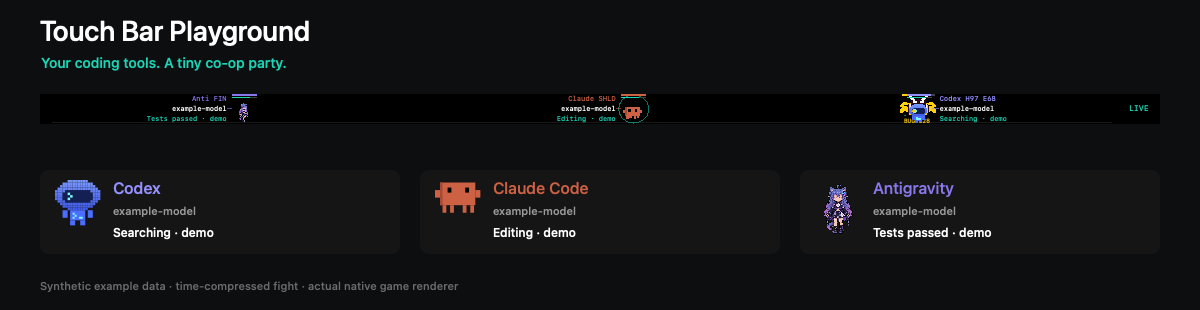 Touch Bar Playground
Your coding tools. A tiny co-op party.
Anti FIN
example-model
Tests passed · demo
Claude SHLD
example-model
Editing · demo
Codex H97 E68
example-model
Searching · demo
LIVE
Codex
example-model
Searching · demo
Claude Code
example-model
Editing · demo
Antigravity
example-model
Tests passed · demo
Synthetic example data · time-compressed fight · actual native game renderer